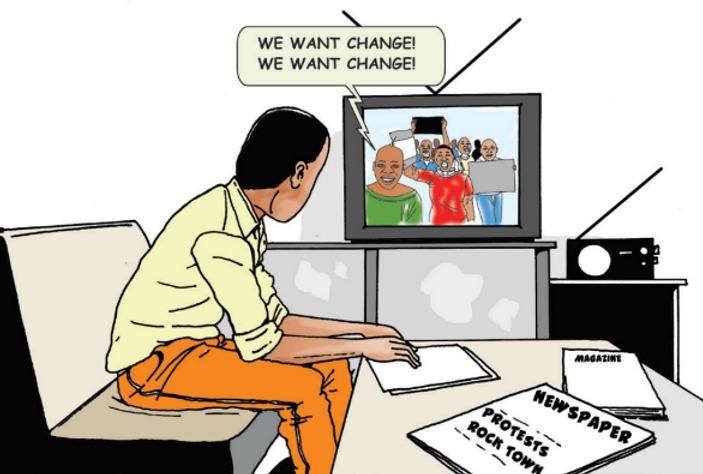 WE WANT CHANGE!
WE WANT CHANGE!
MAGAZINE
NEWSPAPER
PROTESTS
ROCK TOWN